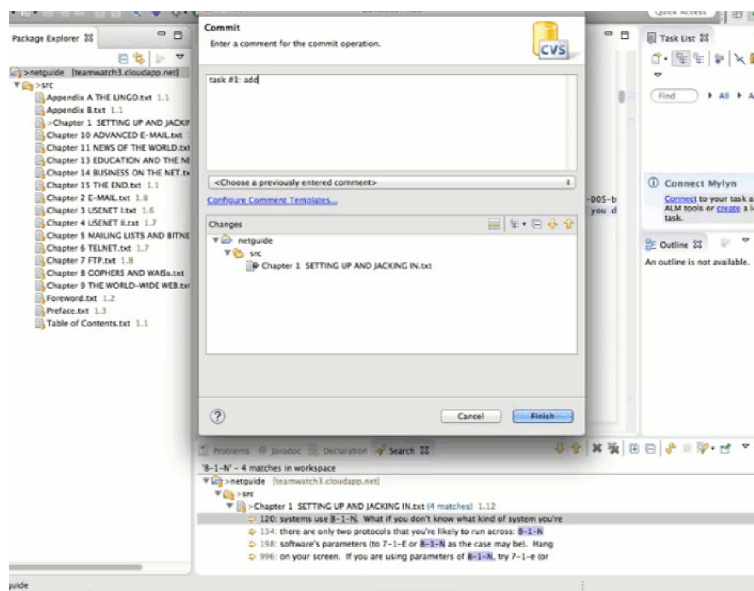 Quick Access
Package Explorer
>netguide [teamwatch3.cloudapp.net]
>src
Appendix A THE LINGO.txt 1.1
Appendix B.txt 1.1
>Chapter 1 SETTING UP AND JACKIN
Chapter 10 ADVANCED E-MAIL.txt
Chapter 11 NEWS OF THE WORLD.txt
Chapter 13 EDUCATION AND THE NE
Chapter 14 BUSINESS ON THE NET.tx
Chapter 15 THE END.txt 1.1
Chapter 2 E-MAIL.txt 1.8
Chapter 3 USENET I.txt 1.6
Chapter 4 USENET II.txt 1.7
Chapter 5 MAILING LISTS AND BITNE
Chapter 6 TELNET.txt 1.7
Chapter 7 FTP.txt 1.8
Chapter 8 GOPHERS AND WAISs.txt
Chapter 9 THE WORLD-WIDE WEB.txt
Foreword.txt 1.2
Preface.txt 1.3
Table of Contents.txt 1.1
Commit
Enter a comment for the commit operation.
CVS
task #1: add
<Choose a previously entered comment>
Configure Comment Templates...
Changes
netguide
src
Chapter 1 SETTING UP AND JACKING IN.txt
Cancel
Finish
-DOS-b
you d
Task List
Find
All
A
Connect Mylyn
Connect to your task a
ALM tools or create a l
task.
Outline
An outline is not available.
Problems @ Javadoc Declaration Search
'8-1-N' - 4 matches in workspace
>netguide [teamwatch3.cloudapp.net]
>src
>Chapter 1 SETTING UP AND JACKING IN.txt (4 matches) 1.12
120: systems use 8-1-N. What if you don't know what kind of system you're
134: there are only two protocols that you're likely to run across: 8-1-N
198: software's parameters (to 7-1-E or 8-1-N as the case may be). Hang
996: on your screen. If you are using parameters of 8-1-N, try 7-1-e (or
guide